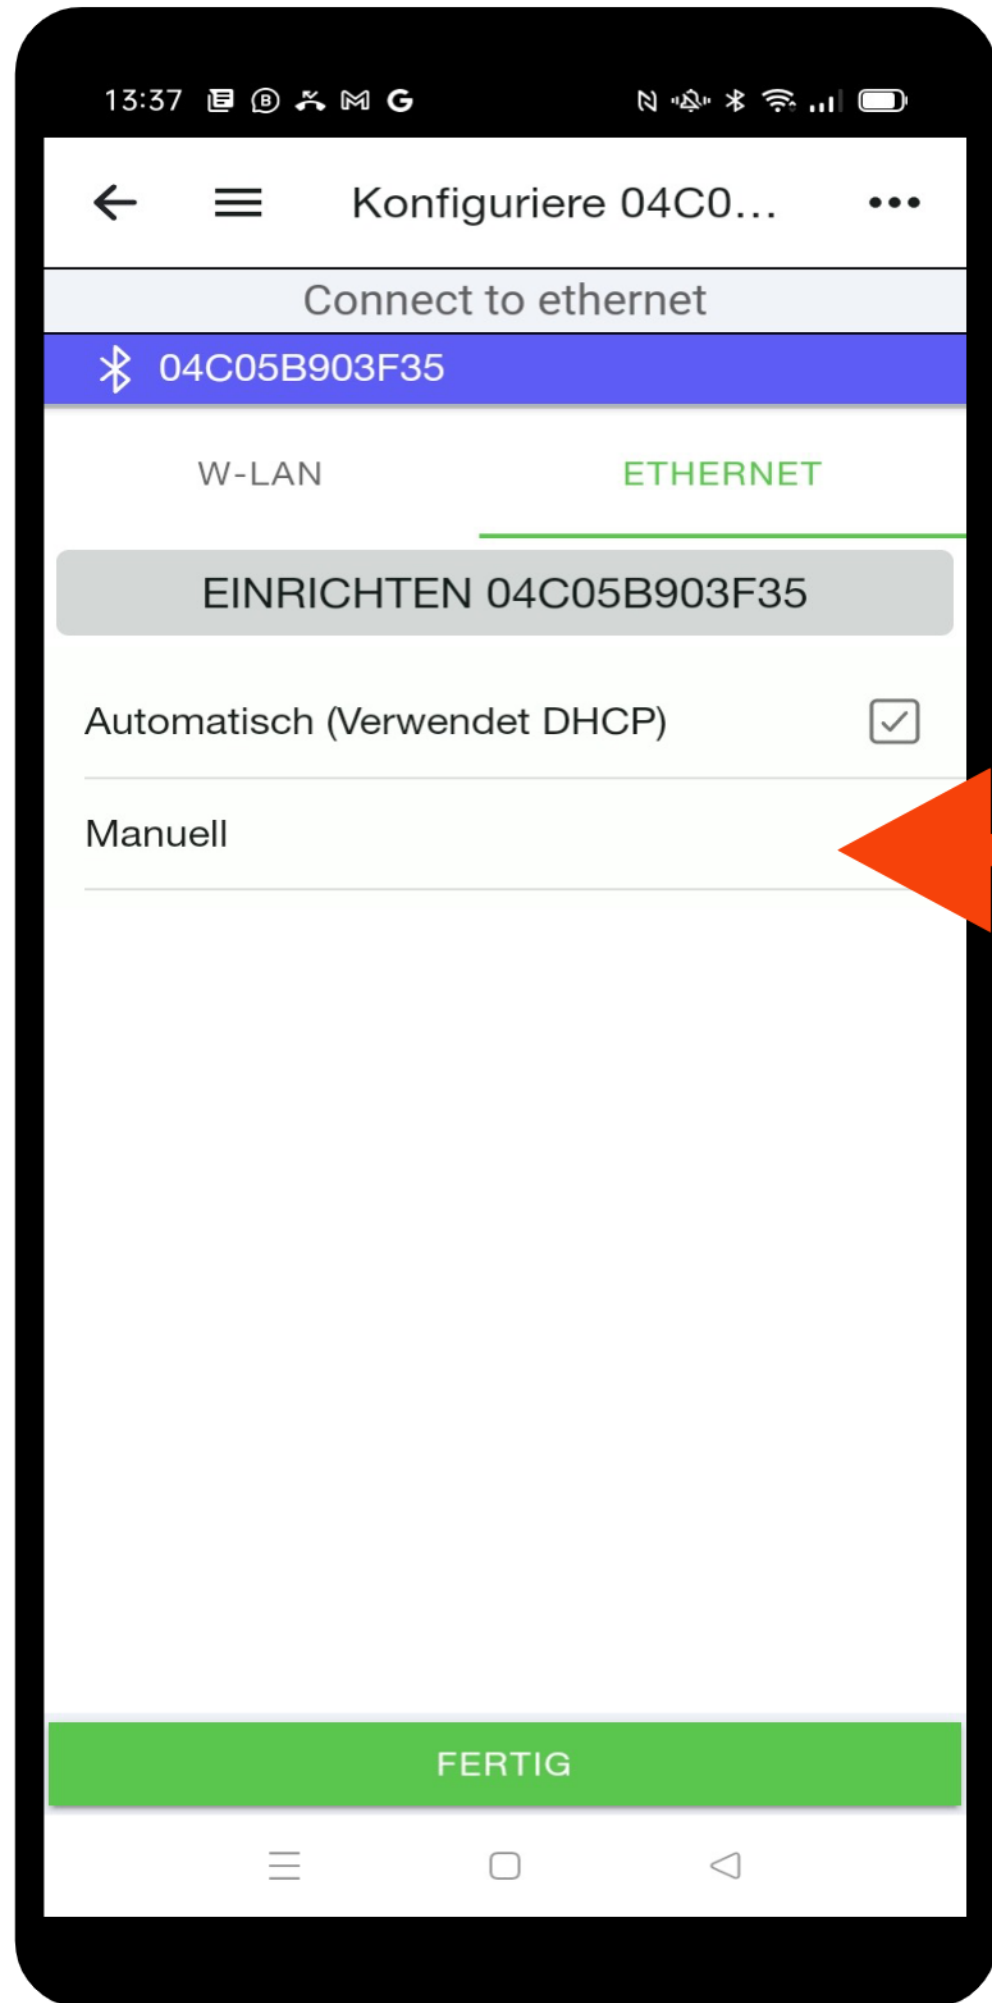 13:37
Konfiguriere 04C0...
Connect to ethernet
04C05B903F35
W-LAN
ETHERNET
EINRICHTEN 04C05B903F35
Automatisch (Verwendet DHCP)
Manuell
FERTIG